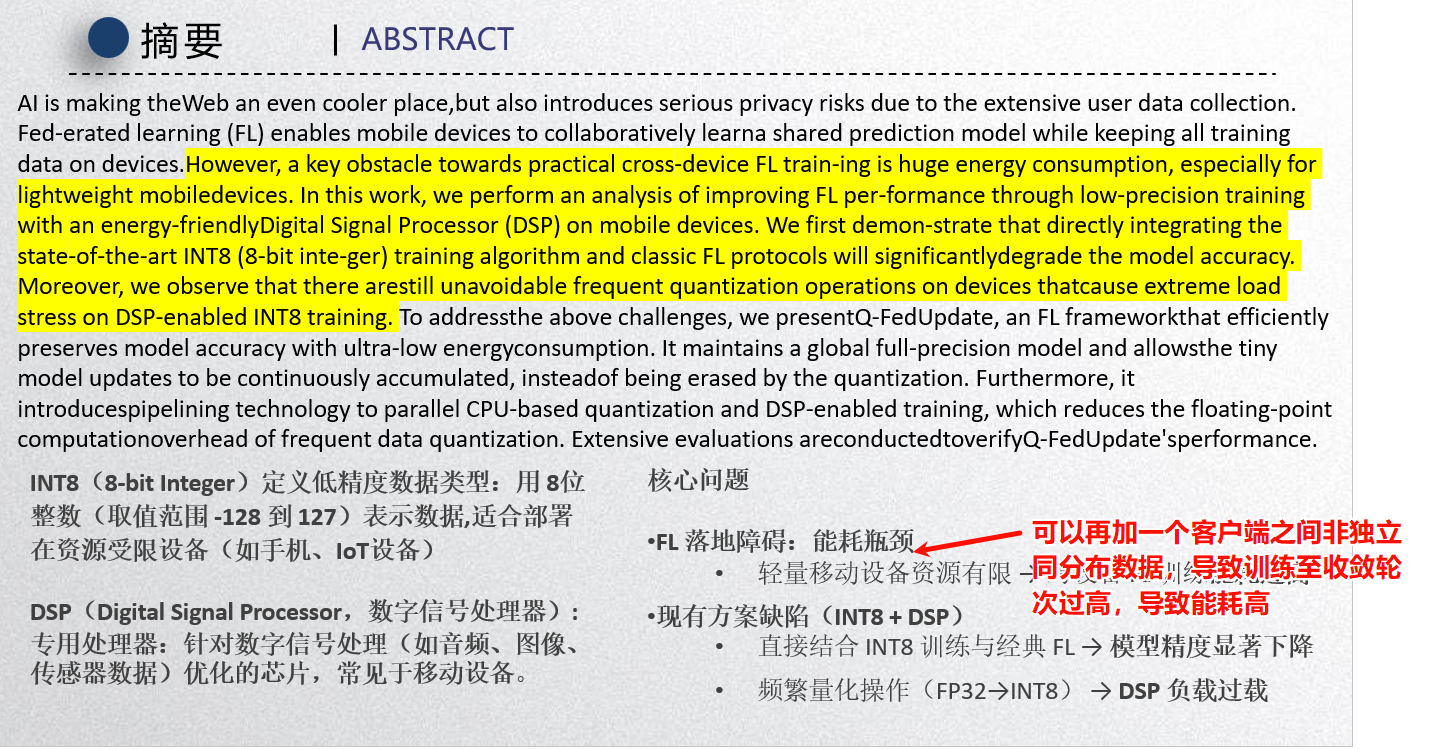 摘要 | ABSTRACT
AI is making theWeb an even cooler place,but also introduces serious privacy risks due to the extensive user data collection.
Fed-erated learning (FL) enables mobile devices to collaboratively learna shared prediction model while keeping all training
data on devices.However, a key obstacle towards practical cross-device FL train-ing is huge energy consumption, especially for
lightweight mobiledevices. In this work, we perform an analysis of improving FL per-formance through low-precision training
with an energy-friendlyDigital Signal Processor (DSP) on mobile devices. We first demon-strate that directly integrating the
state-of-the-art INT8 (8-bit inte-ger) training algorithm and classic FL protocols will significantlydegrade the model accuracy.
Moreover, we observe that there arestill unavoidable frequent quantization operations on devices thatcause extreme load
stress on DSP-enabled INT8 training. To addressthe above challenges, we presentQ-FedUpdate, an FL frameworkthat efficiently
preserves model accuracy with ultra-low energyconsumption. It maintains a global full-precision model and allowsthe tiny
model updates to be continuously accumulated, insteadof being erased by the quantization. Furthermore, it
introducespipelining technology to parallel CPU-based quantization and DSP-enabled training, which reduces the floating-point
computationoverhead of frequent data quantization. Extensive evaluations areconductedtoverifyQ-FedUpdate'sperformance.
INT8（8-bit Integer）定义低精度数据类型：用 8位
整数（取值范围 -128 到 127）表示数据,适合部署
在资源受限设备（如手机、IoT设备）
DSP（Digital Signal Processor，数字信号处理器）:
专用处理器：针对数字信号处理（如音频、图像、
传感器数据）优化的芯片，常见于移动设备。
核心问题
•FL 落地障碍：能耗瓶颈
• 轻量移动设备资源有限 →
•现有方案缺陷（INT8 + DSP）
• 直接结合 INT8 训练与经典 FL → 模型精度显著下降
• 频繁量化操作（FP32→INT8） → DSP 负载过载
可以再加一个客户端之间非独立
同分布数据，导致训练至收敛轮
次过高，导致能耗高